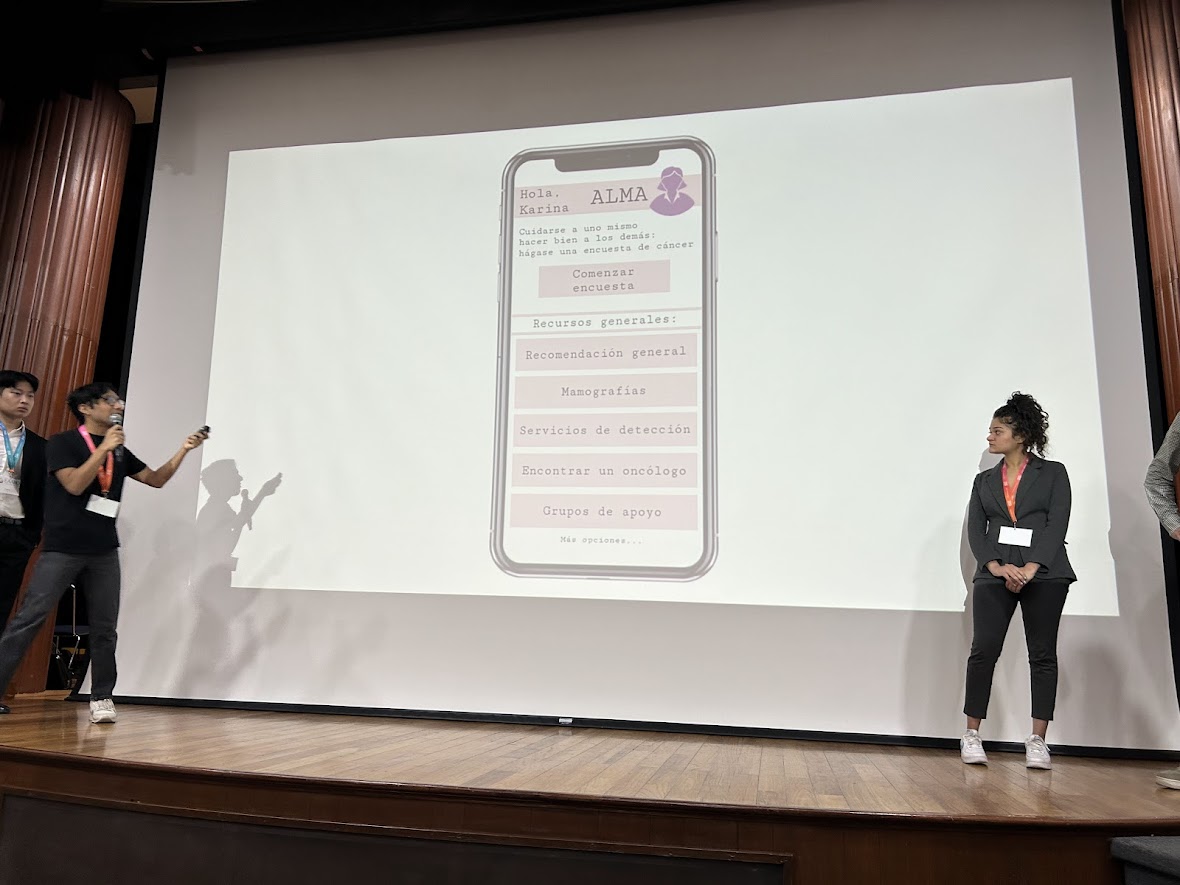 Hola.
Karina
ALMA
Cuidarse a uno mismo
hacer bien a los demás:
hágase una encuesta de cáncer
Comenzar
encuesta
Recursos generales:
Recomendación general
Mamografías
Servicios de detección
Encontrar un oncólogo
Grupos de apoyo
Más opciones...